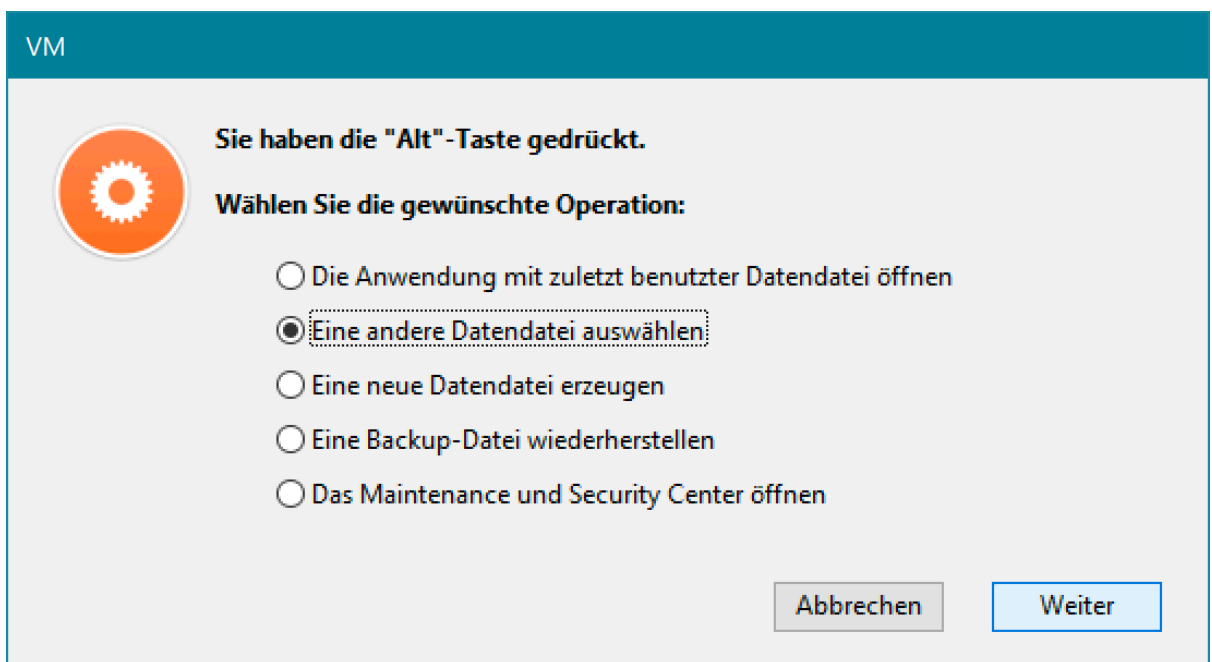 VM
Sie haben die "Alt"-Taste gedrückt.
Wählen Sie die gewünschte Operation:
Die Anwendung mit zuletzt benutzter Datendatei öffnen
Eine andere Datendatei auswählen
Eine neue Datendatei erzeugen
Eine Backup-Datei wiederherstellen
Das Maintenance und Security Center öffnen
Abbrechen Weiter